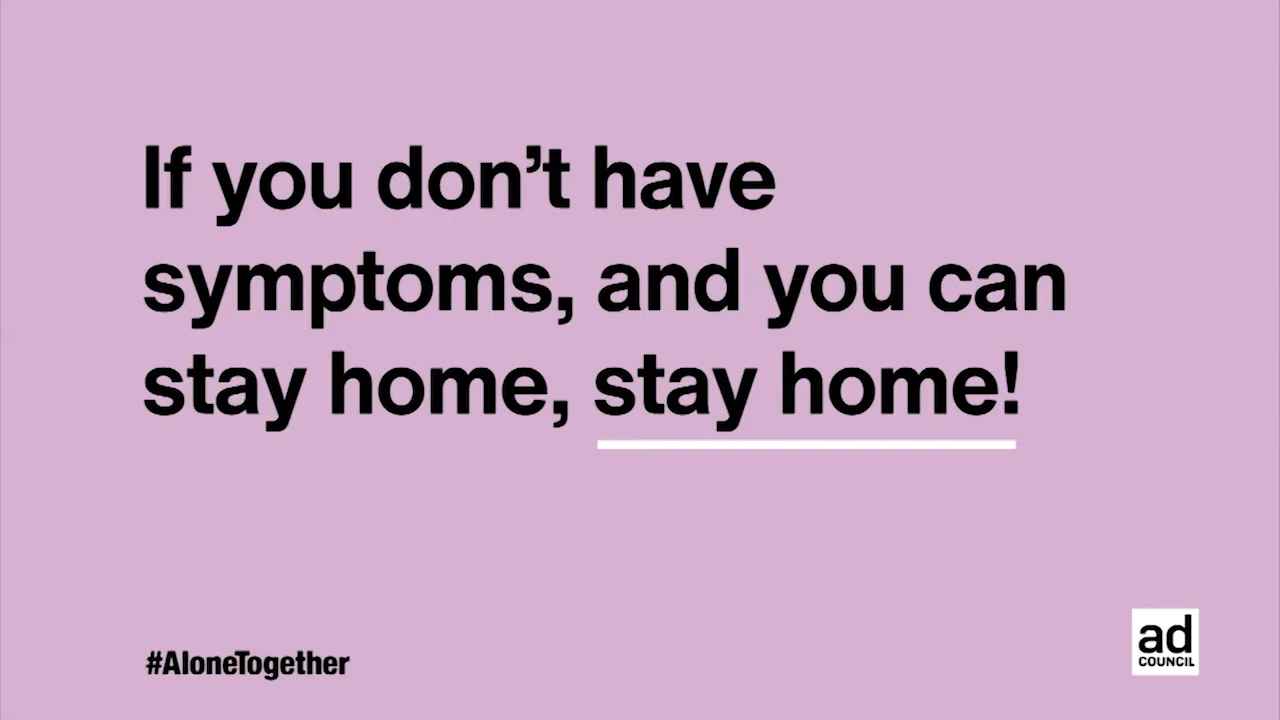 If you don’t have
symptoms, and you can
stay home, stay home!
#AloneTogether
ad
COUNCIL